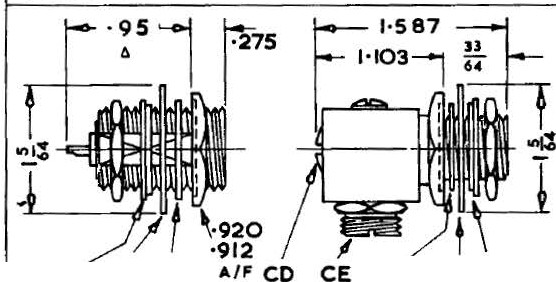 .95
Δ
.275
1.587
1.103
33/64
1 5/64
1 5/64
.920
.912
A/F
CD
CE